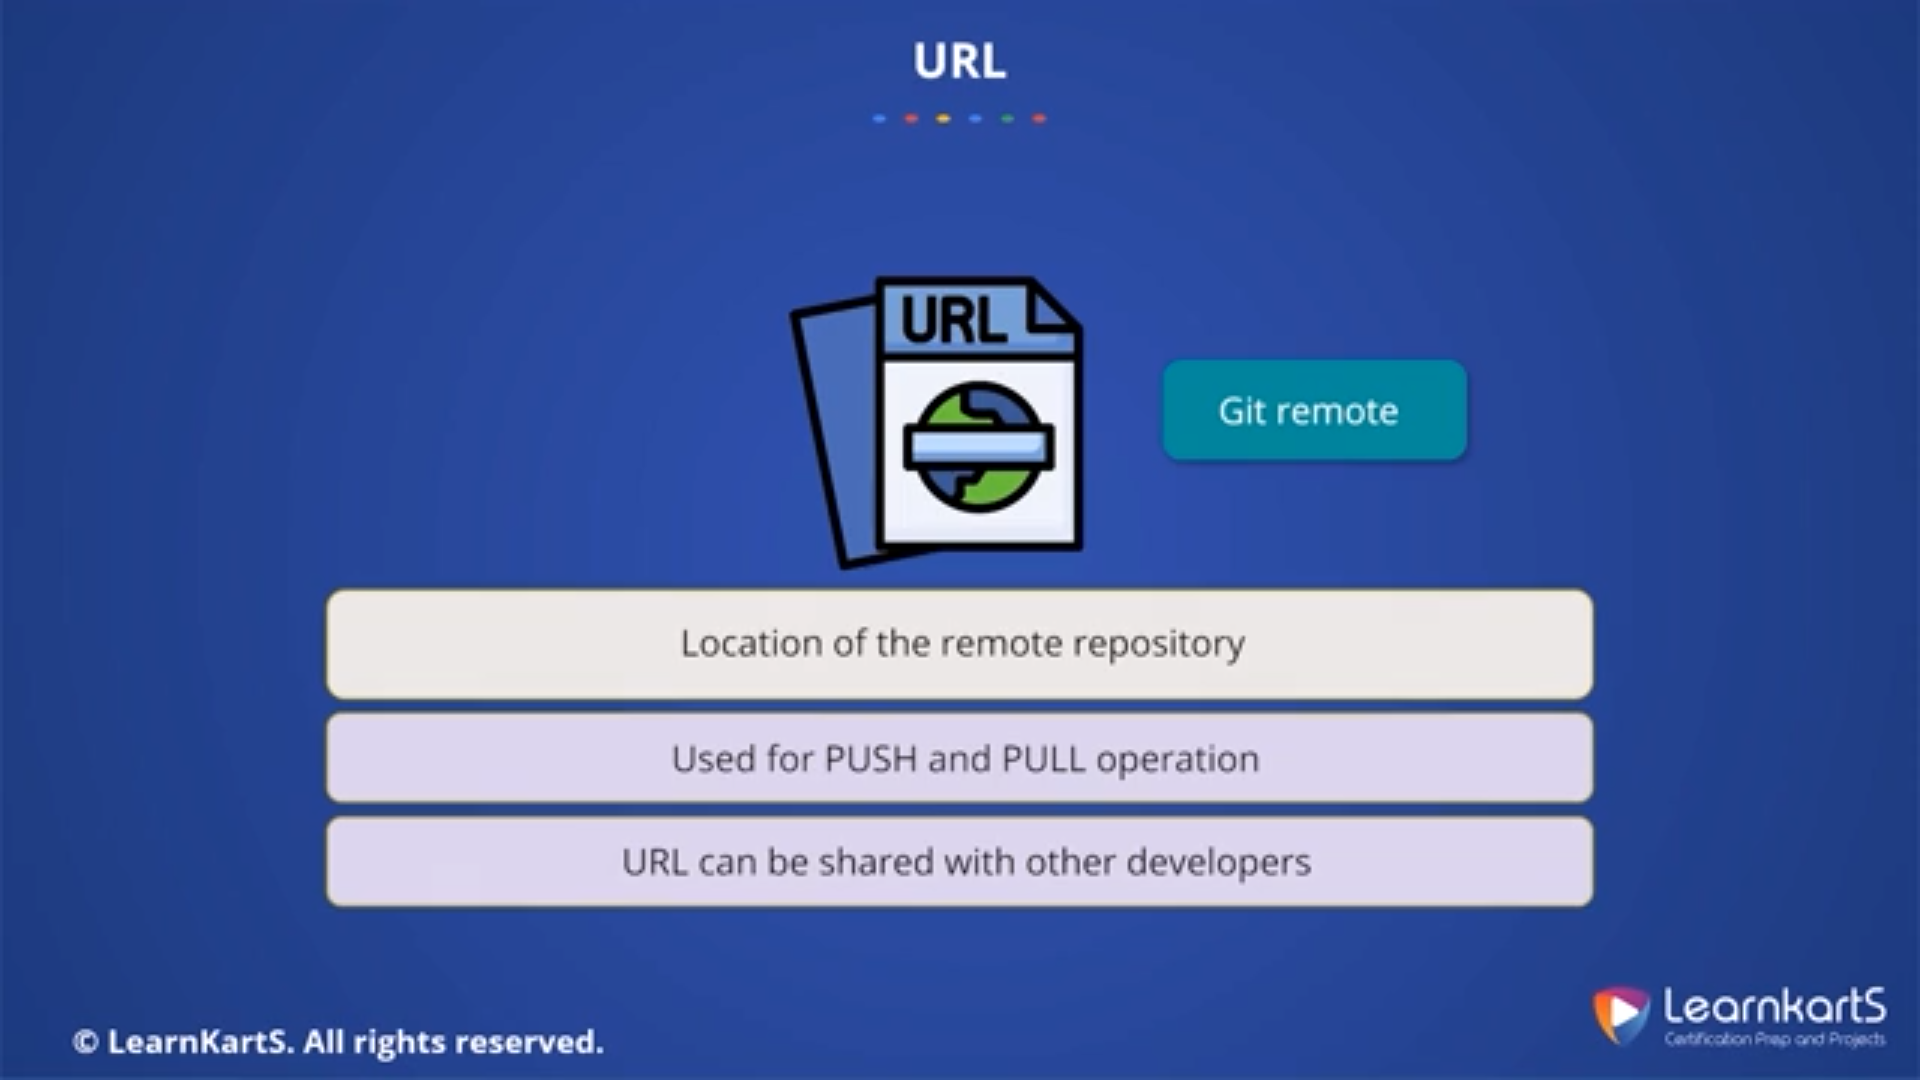 URL
URL
Git remote
Location of the remote repository
Used for PUSH and PULL operation
URL can be shared with other developers
© LearnKartS. All rights reserved.
LearnkartS
Certification Prep and Projects